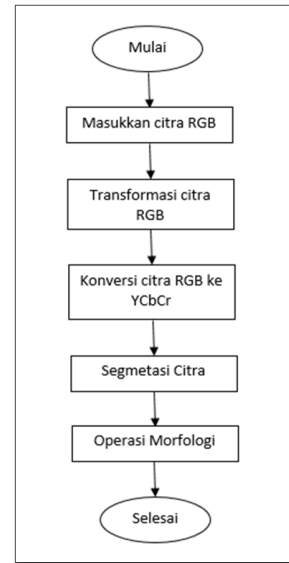 Mulai
Masukkan citra RGB
Transformasi citra
RGB
Konversi citra RGB ke
YCbCr
Segmetasi Citra
Operasi Morfologi
Selesai